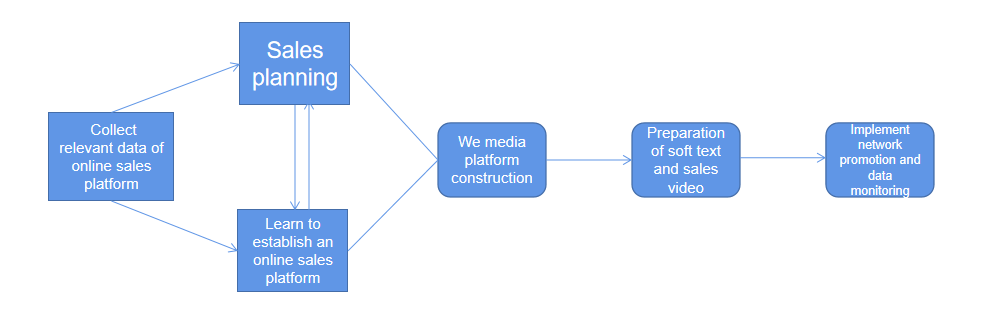 Sales
planning
Collect
relevant data of
online sales
platform
Learn to
establish an
online sales
platform
We media
platform
construction
Preparation
of soft text
and sales
video
Implement
network
promotion and
data
monitoring